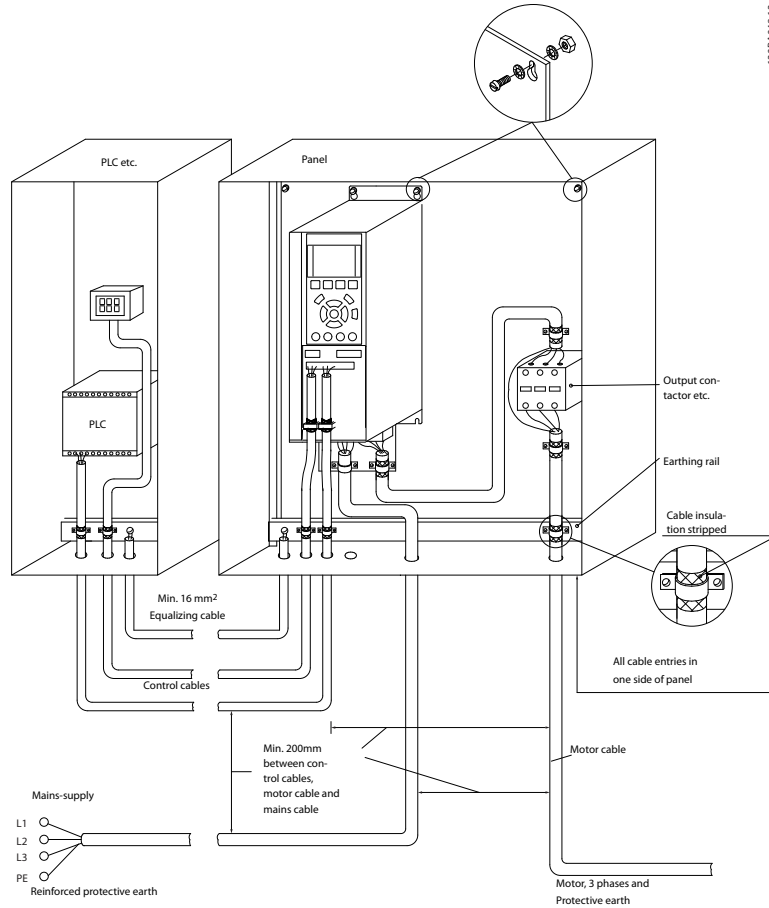 PLC etc.
Panel
PLC
Output con-
tactor etc.
Earthing rail
Cable insula-
tion stripped
Min. 16 mm²
Equalizing cable
Control cables
All cable entries in
one side of panel
Min. 200mm
between con-
trol cables,
motor cable and
mains cable
Motor cable
Mains-supply
L1
L2
L3
PE
Reinforced protective earth
Motor, 3 phases and
Protective earth